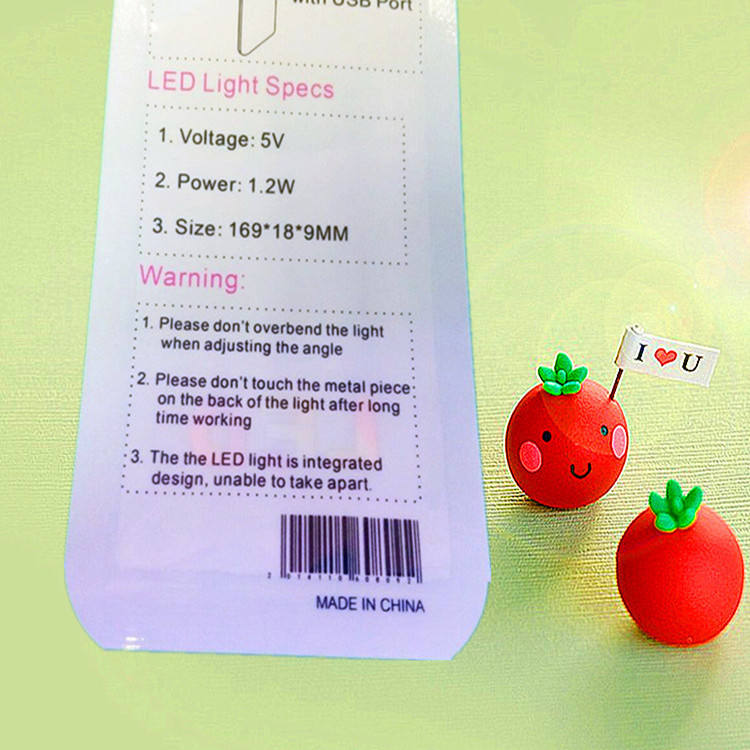 with USB Port
LED Light Specs
1. Voltage: 5V
2. Power: 1.2W
3. Size: 169*18*9MM
Warning:
1. Please don't overbend the light
when adjusting the angle
2. Please don't touch the metal piece
on the back of the light after long
time working
3. The the LED light is integrated
design, unable to take apart.
MADE IN CHINA
I ❤ U